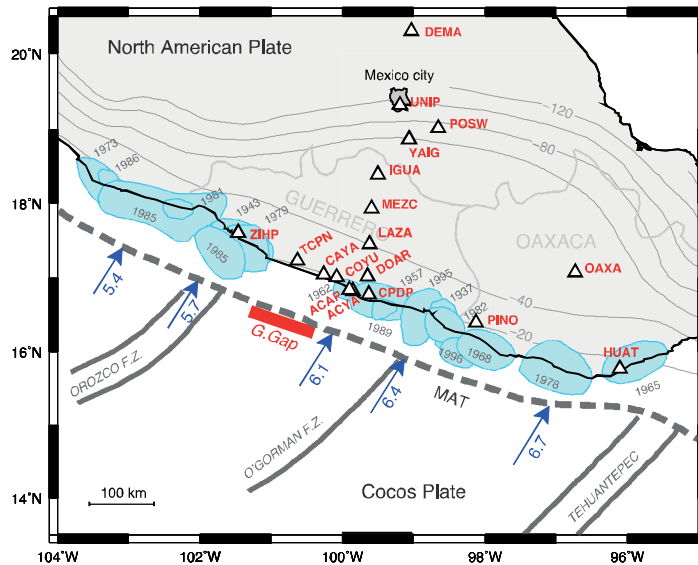 20°N
18°N
16°N
14°N
104°W
102°W
100°W
98°W
96°W
North American Plate
DEMA
Mexico city
UNIP
POSW
YAIG
IGUA
MEZC
LAZA
DOAR
COYU
CAYA
TCPN
ZIHP
ACAP
ACYA
CPDP
PINO
OAXA
HUAT
GUERRERO
OAXACA
-120
-80
-40
-20
1973
1986
1985
1981
1943
1979
1985
1962
1957
1995
1937
1982
1989
1996
1968
1978
1965
5.4
5.7
6.1
6.4
6.7
G.Gap
MAT
OROZCO F.Z.
O'GORMAN F.Z.
TEHUANTEPEC
Cocos Plate
100 km